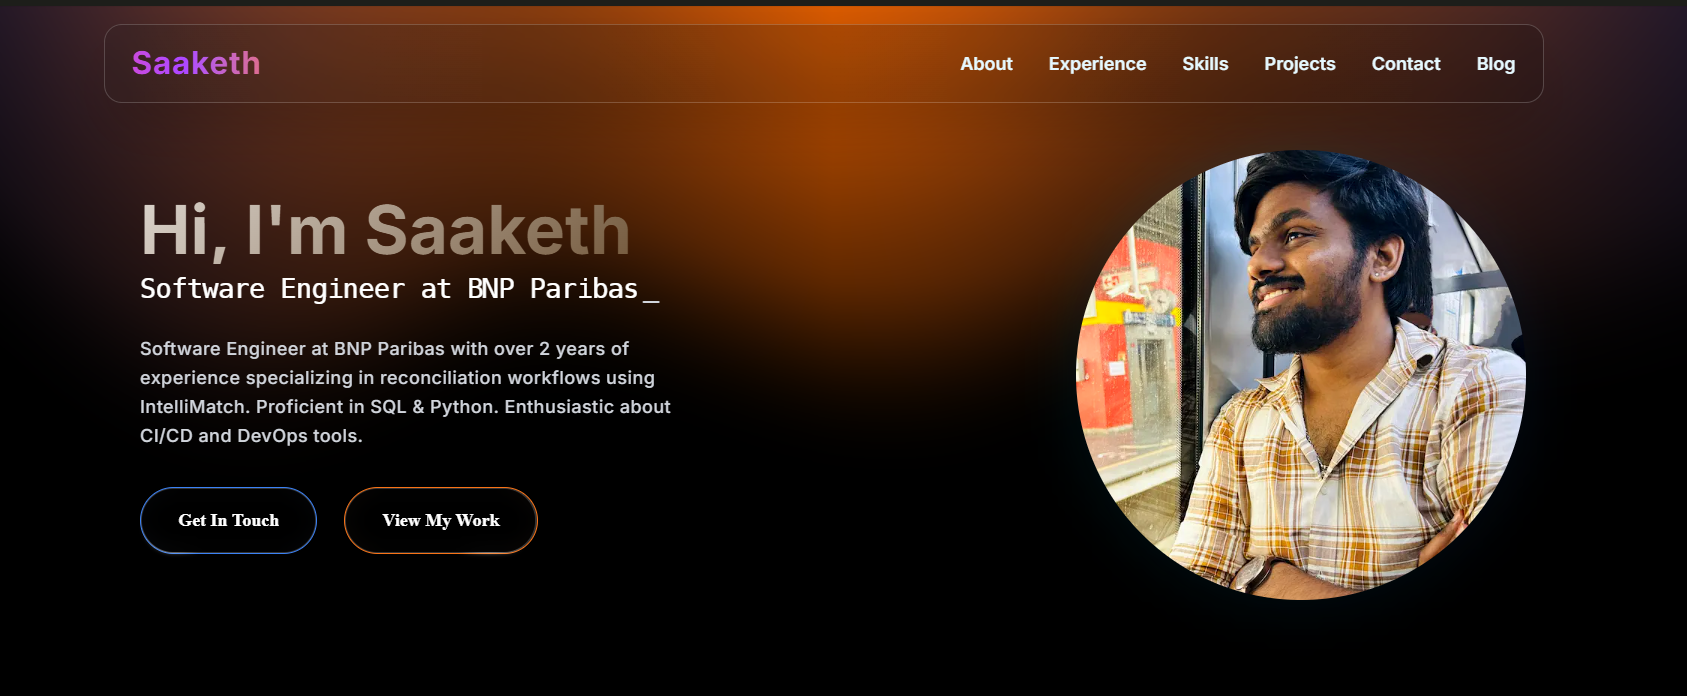 Saaketh
About Experience Skills Projects Contact Blog
Hi, I'm Saaketh
Software Engineer at BNP Paribas_
Software Engineer at BNP Paribas with over 2 years of
experience specializing in reconciliation workflows using
IntelliMatch. Proficient in SQL & Python. Enthusiastic about
CI/CD and DevOps tools.
Get In Touch
View My Work